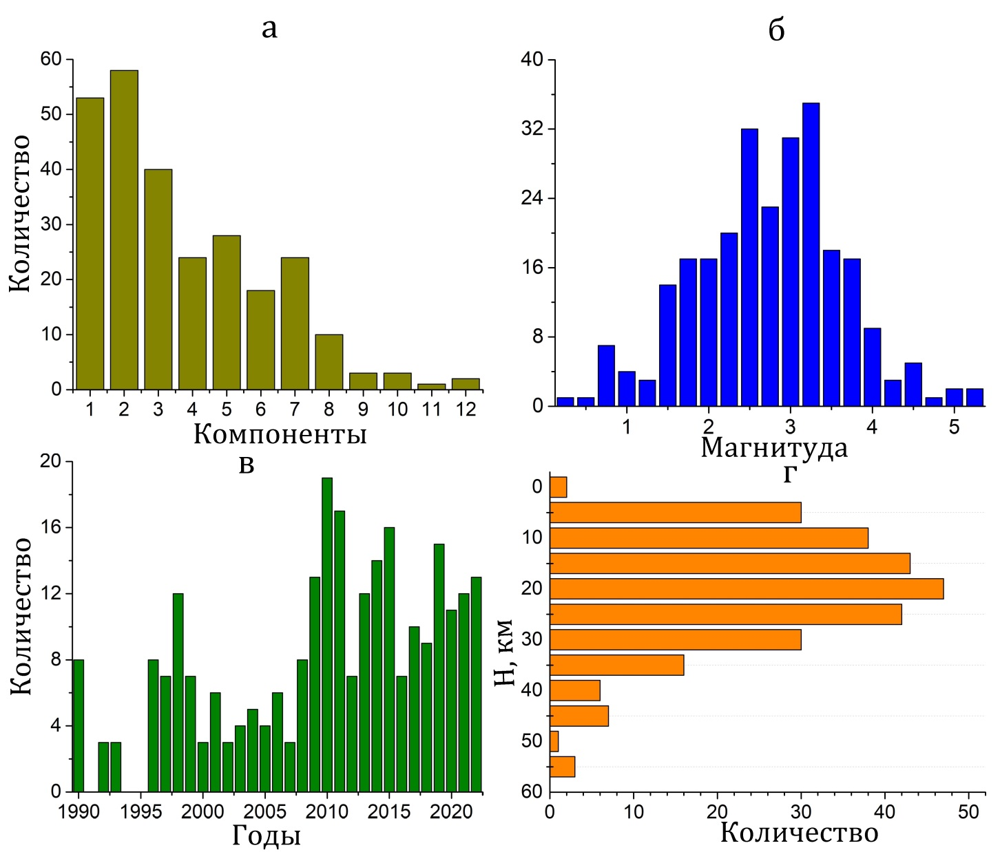 а
60
50
40
30
20
10
0
Количество
1 2 3 4 5 6 7 8 9 10 11 12
Компоненты
б
40
32
24
16
8
0
1 2 3 4 5
Магнитуда
в
20
16
12
8
4
0
Количество
1990 1995 2000 2005 2010 2015 2020
Годы
г
0
10
20
30
40
50
60
Н, км
0 10 20 30 40 50
Количество